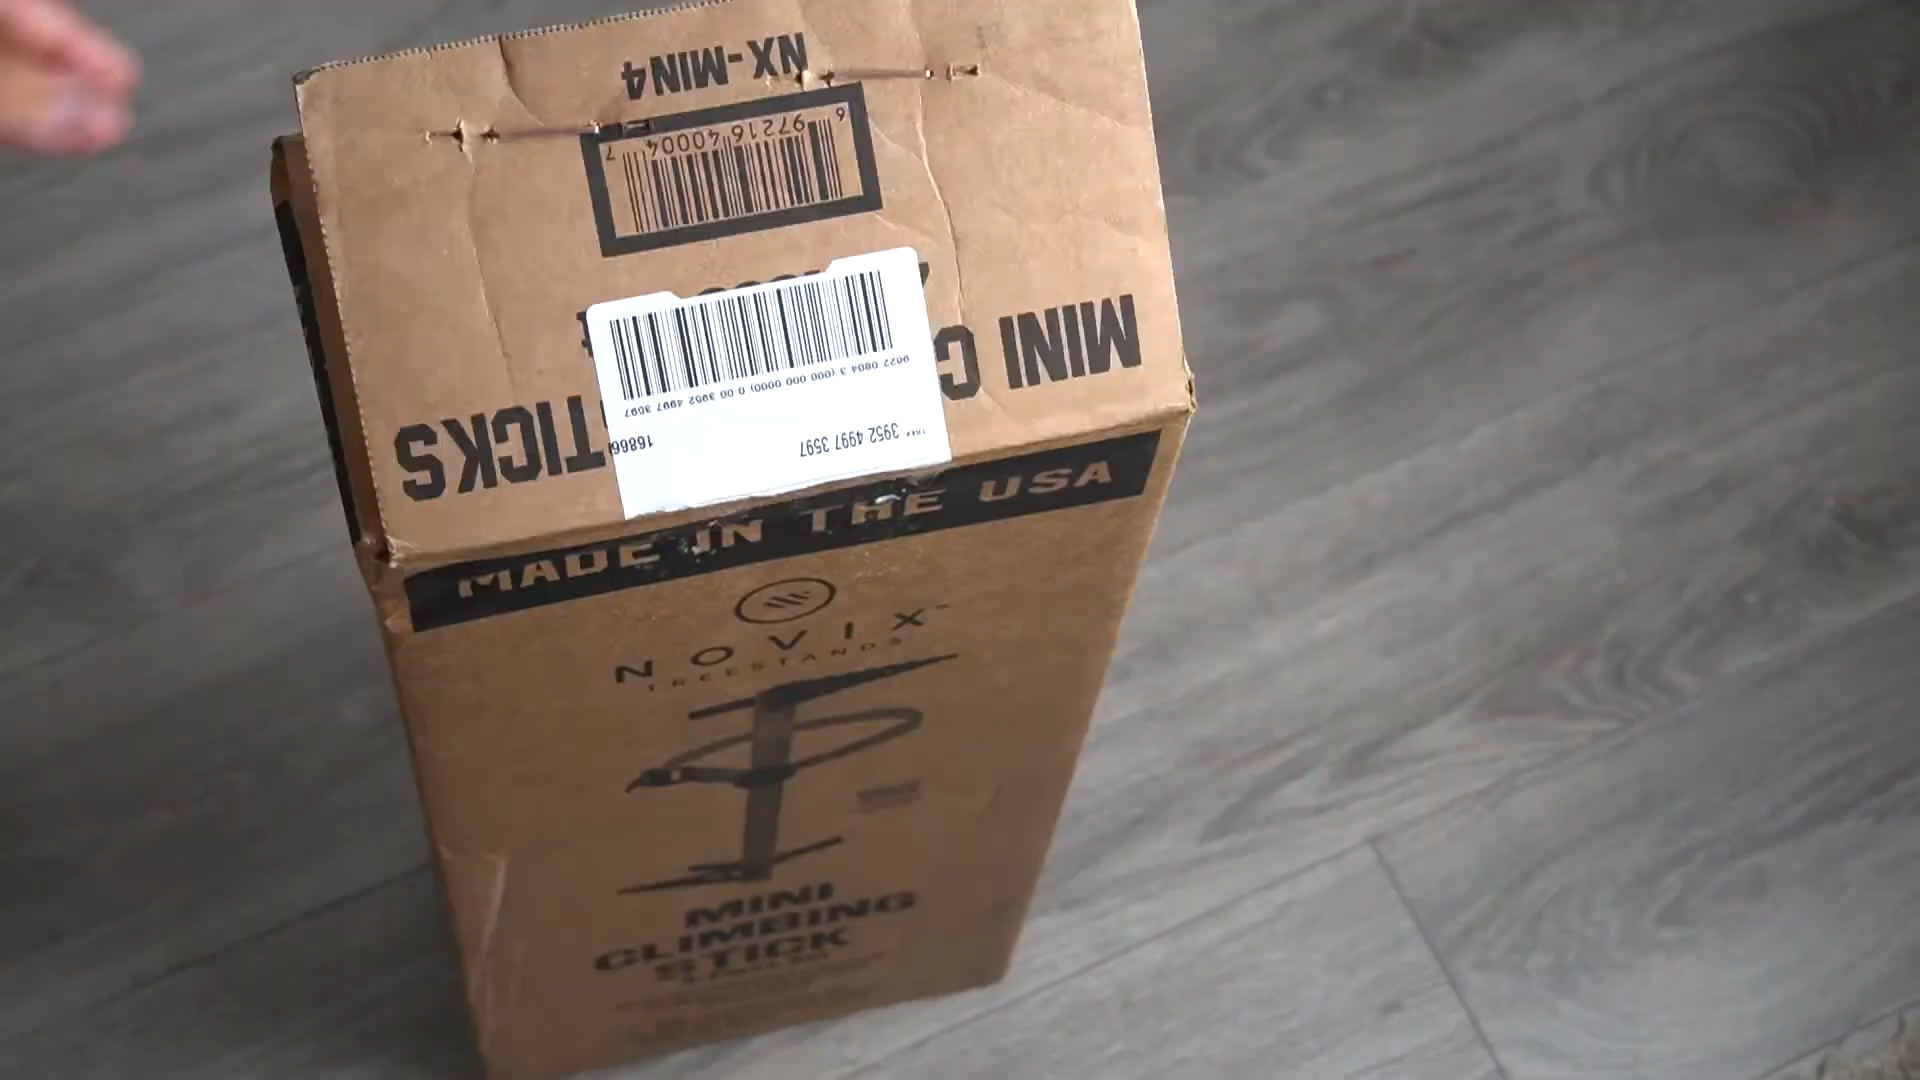 NX-MIN4
6 97216 40004 7
9622 0804 3 (000 000 0000) 0 00 3952 4997 3597
3952 4997 3597
16866
MINI C TICKS
MADE IN THE USA
NOVIX
TREESTANDS
MINI
CLIMBING
STICK